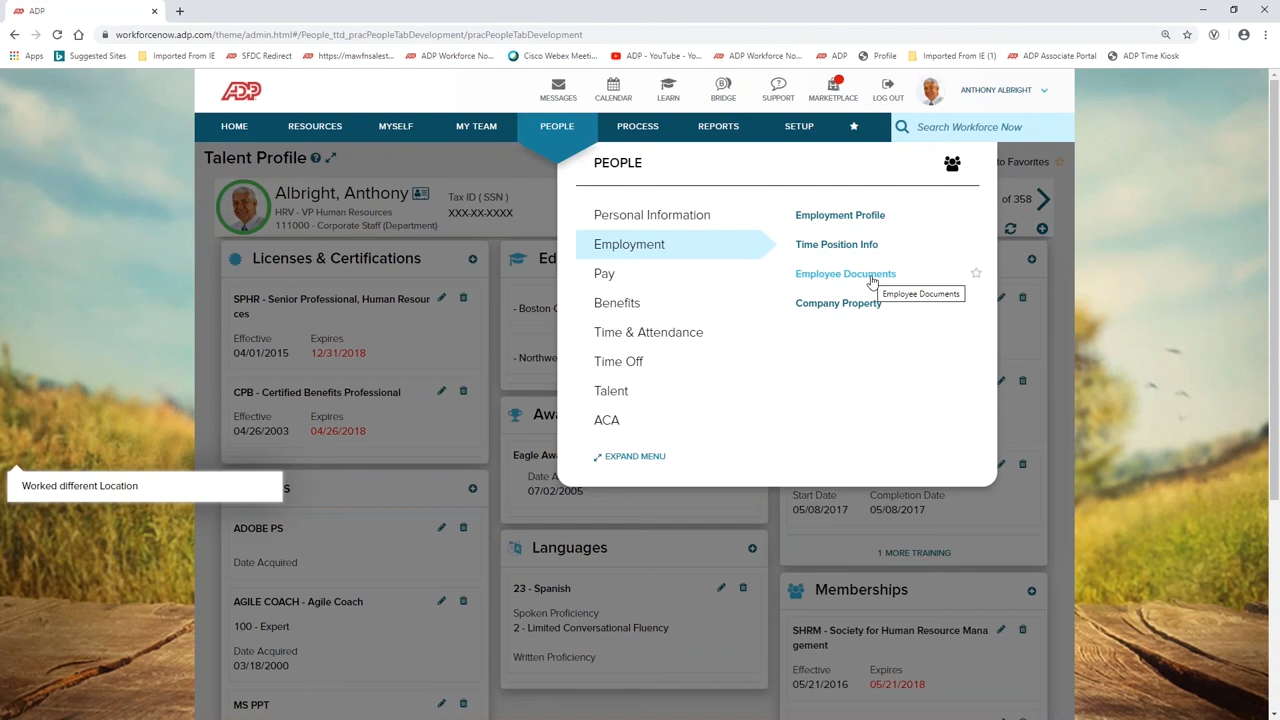 ADP
workforcenow.adp.com/theme/admin.html#/People_ttd_pracPeopleTabDevelopment/pracPeopleTabDevelopment
Apps
Suggested Sites
Imported From IE
SFDC Redirect
https://mawfnsalest...
ADP Workforce No...
Cisco Webex Meeti...
ADP - YouTube - Yo...
ADP Workforce No...
ADP
Profile
Imported From IE (1)
ADP Associate Portal
ADP Time Kiosk
ADP
MESSAGES
CALENDAR
LEARN
BRIDGE
SUPPORT
MARKETPLACE
LOG OUT
ANTHONY ALBRIGHT
HOME
RESOURCES
MYSELF
MY TEAM
PEOPLE
PROCESS
REPORTS
SETUP
Search Workforce Now
Talent Profile
to Favorites
Albright, Anthony
HRV - VP Human Resources
111000 - Corporate Staff (Department)
Tax ID ( SSN )
XXX-XX-XXXX
of 358
PEOPLE
Personal Information
Employment
Pay
Benefits
Time & Attendance
Time Off
Talent
ACA
EXPAND MENU
Employment Profile
Time Position Info
Employee Documents
Employee Documents
Company Property
Licenses & Certifications
SPHR - Senior Professional, Human Resour
ces
Effective Expires
04/01/2015 12/31/2018
CPB - Certified Benefits Professional
Effective Expires
04/26/2003 04/26/2018
Worked different Location
S
ADOBE PS
Date Acquired
AGILE COACH - Agile Coach
100 - Expert
Date Acquired
03/18/2000
MS PPT
Ed
- Boston C
- Northwe
Awa
Eagle Awa
Date A
07/02/2005
Languages
23 - Spanish
Spoken Proficiency
2 - Limited Conversational Fluency
Written Proficiency
Start Date Completion Date
05/08/2017 05/08/2017
1 MORE TRAINING
Memberships
SHRM - Society for Human Resource Mana
gement
Effective Expires
05/21/2016 05/21/2018